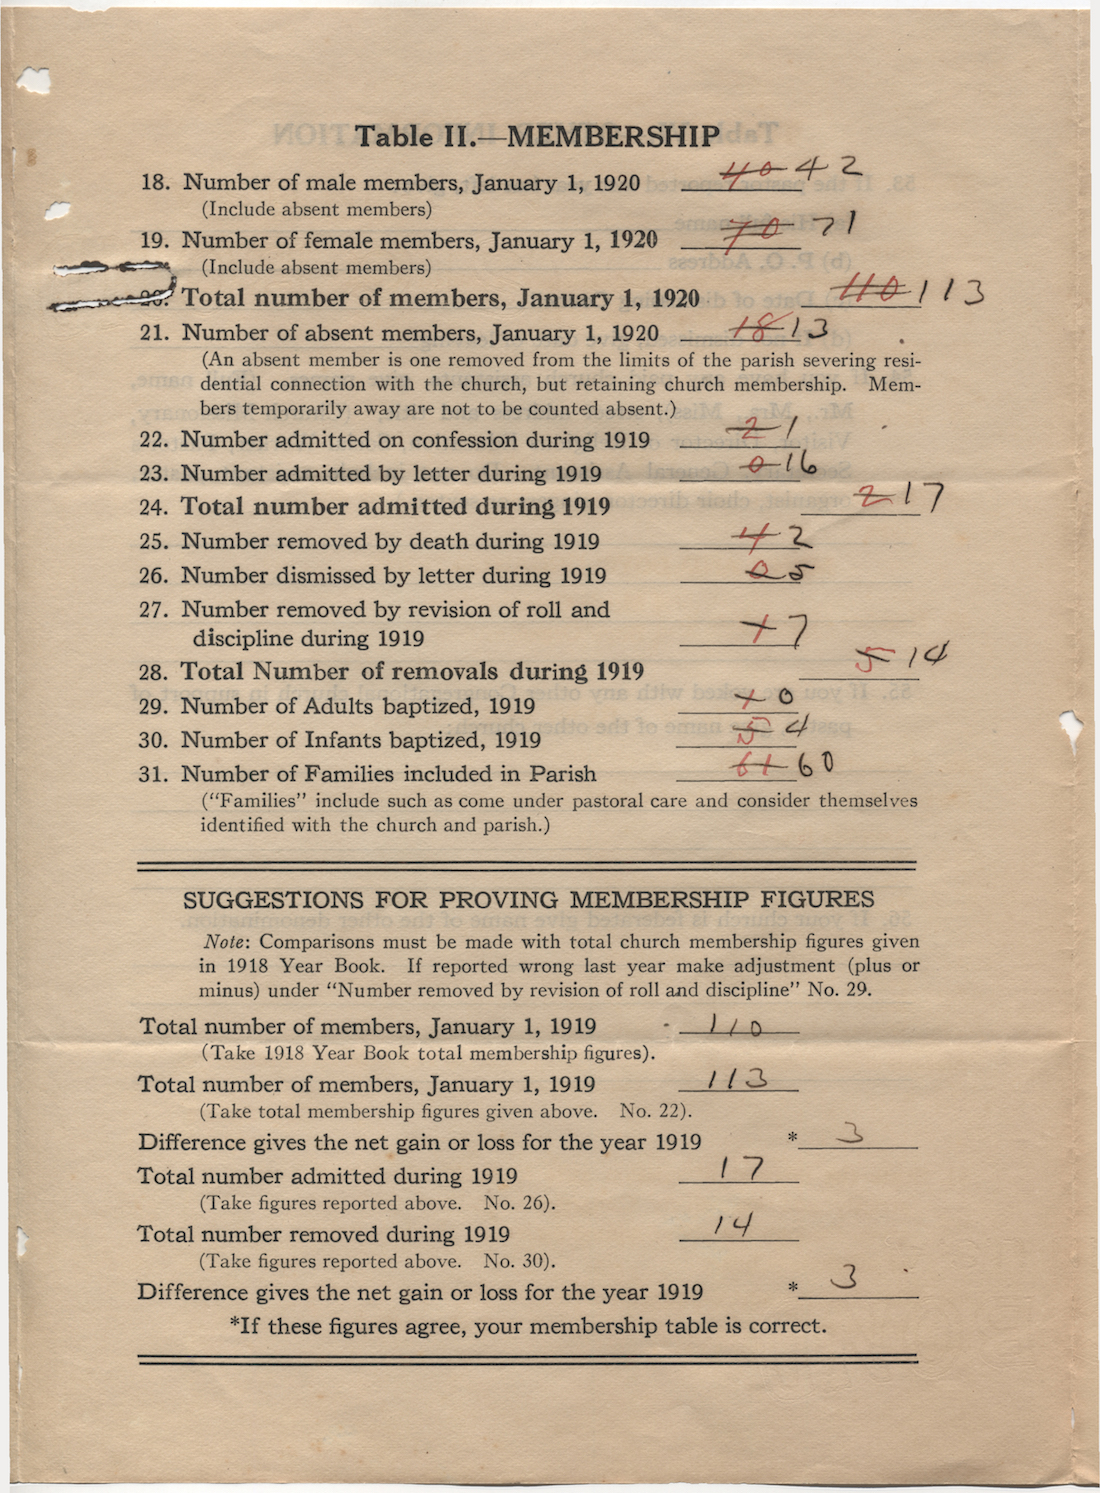 Table II.—MEMBERSHIP
18. Number of male members, January 1, 1920 40 42
(Include absent members)
19. Number of female members, January 1, 1920 70 71
(Include absent members)
20. Total number of members, January 1, 1920 110 113
21. Number of absent members, January 1, 1920 18 13
(An absent member is one removed from the limits of the parish severing resi-
dential connection with the church, but retaining church membership. Mem-
bers temporarily away are not to be counted absent.)
22. Number admitted on confession during 1919 2 1
23. Number admitted by letter during 1919 0 16
24. Total number admitted during 1919 2 17
25. Number removed by death during 1919 4 2
26. Number dismissed by letter during 1919 0 5
27. Number removed by revision of roll and
discipline during 1919 1 7
28. Total Number of removals during 1919 5 14
29. Number of Adults baptized, 1919 1 0
30. Number of Infants baptized, 1919 5 4
31. Number of Families included in Parish 61 60
("Families" include such as come under pastoral care and consider themselves
identified with the church and parish.)
SUGGESTIONS FOR PROVING MEMBERSHIP FIGURES
Note: Comparisons must be made with total church membership figures given
in 1918 Year Book. If reported wrong last year make adjustment (plus or
minus) under "Number removed by revision of roll and discipline" No. 29.
Total number of members, January 1, 1919 110
(Take 1918 Year Book total membership figures).
Total number of members, January 1, 1919 113
(Take total membership figures given above. No. 22).
Difference gives the net gain or loss for the year 1919 * 3
Total number admitted during 1919 17
(Take figures reported above. No. 26).
Total number removed during 1919 14
(Take figures reported above. No. 30).
Difference gives the net gain or loss for the year 1919 * 3
*If these figures agree, your membership table is correct.